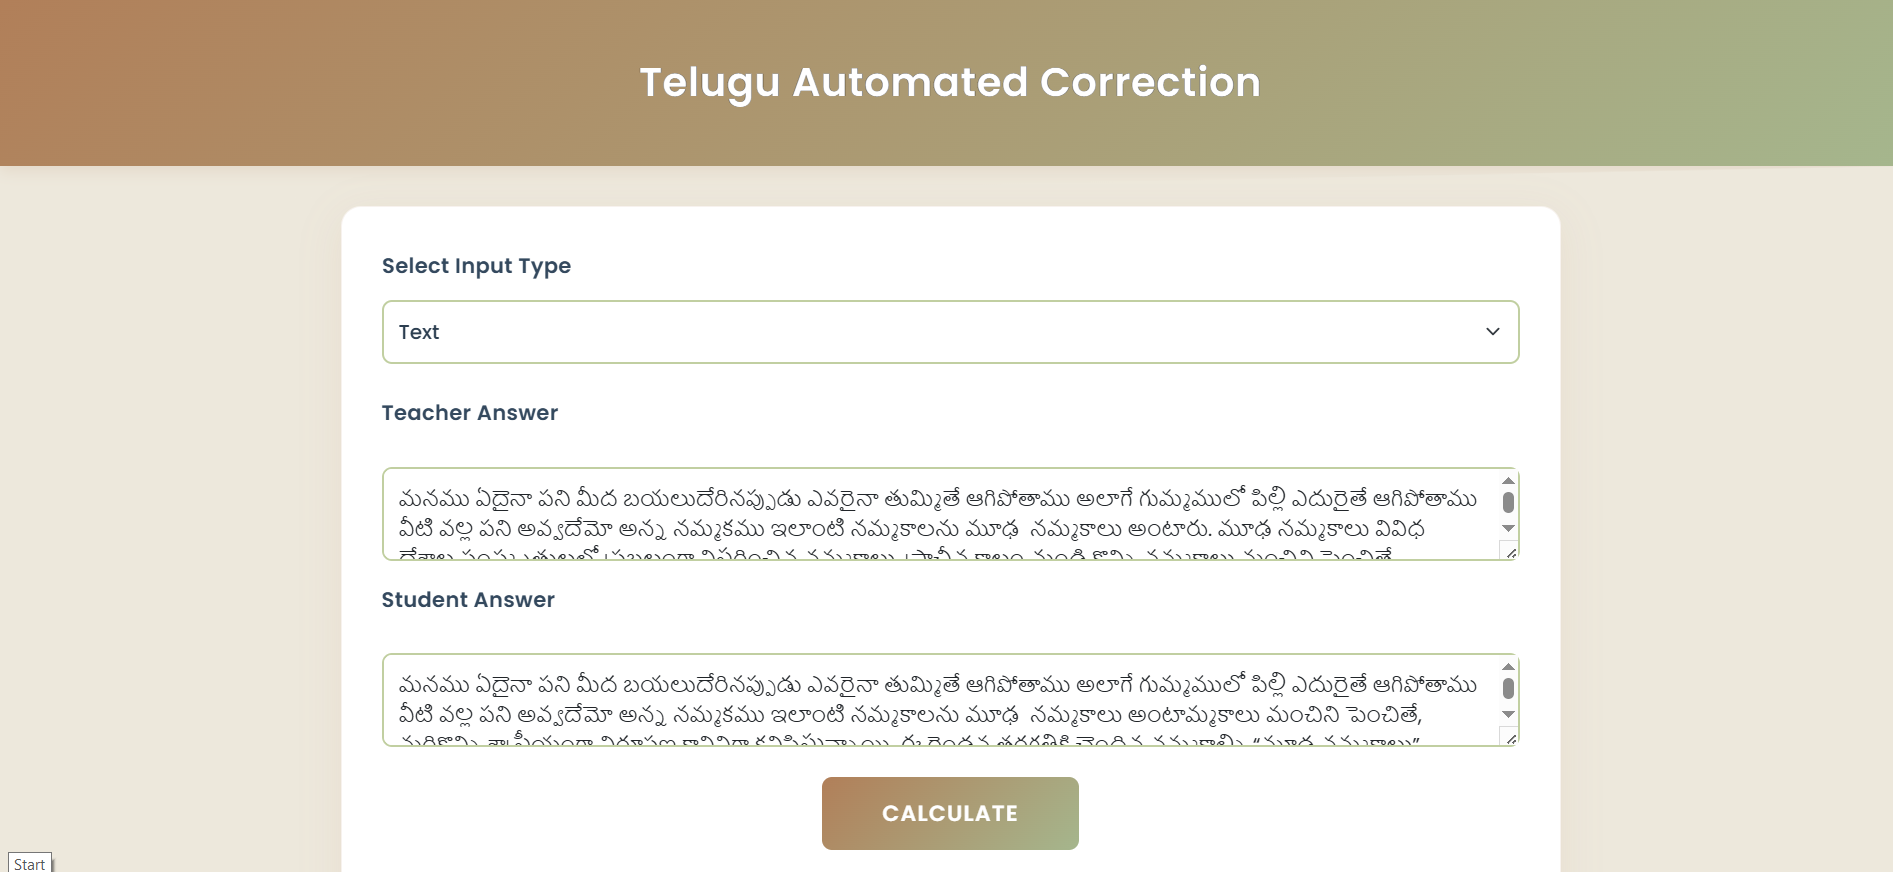 Telugu Automated Correction
Select Input Type
Text
Teacher Answer
మనము ఏదైనా పని మీద బయలుదేరినప్పుడు ఎవరైనా తుమ్మితే ఆగిపోతాము అలాగే గుమ్మములో పిల్లి ఎదురైతే ఆగిపోతాము
వీటి వల్ల పని అవ్వదేమో అన్న నమ్మకము ఇలాంటి నమ్మకాలను మూఢ నమ్మకాలు అంటారు. మూఢ నమ్మకాలు వివిధ
Student Answer
మనము ఏదైనా పని మీద బయలుదేరినప్పుడు ఎవరైనా తుమ్మితే ఆగిపోతాము అలాగే గుమ్మములో పిల్లి ఎదురైతే ఆగిపోతాము
వీటి వల్ల పని అవ్వదేమో అన్న నమ్మకము ఇలాంటి నమ్మకాలను మూఢ నమ్మకాలు అంటామ్మకాలు మంచిని పెంచితే,
CALCULATE
Start